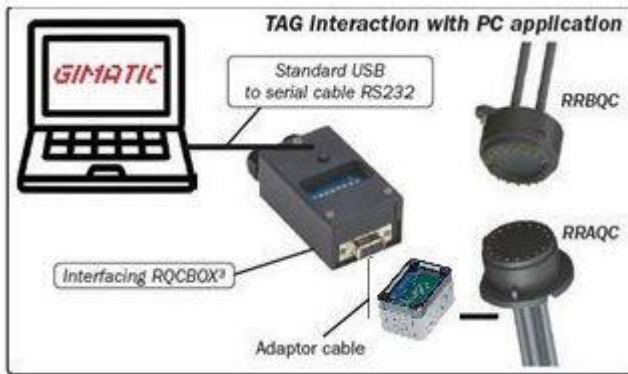 TAG interaction with PC application
GIMATIC
Standard USB
to serial cable RS232
RRBQC
RRAQC
Interfacing RQCBOX³
Adaptor cable